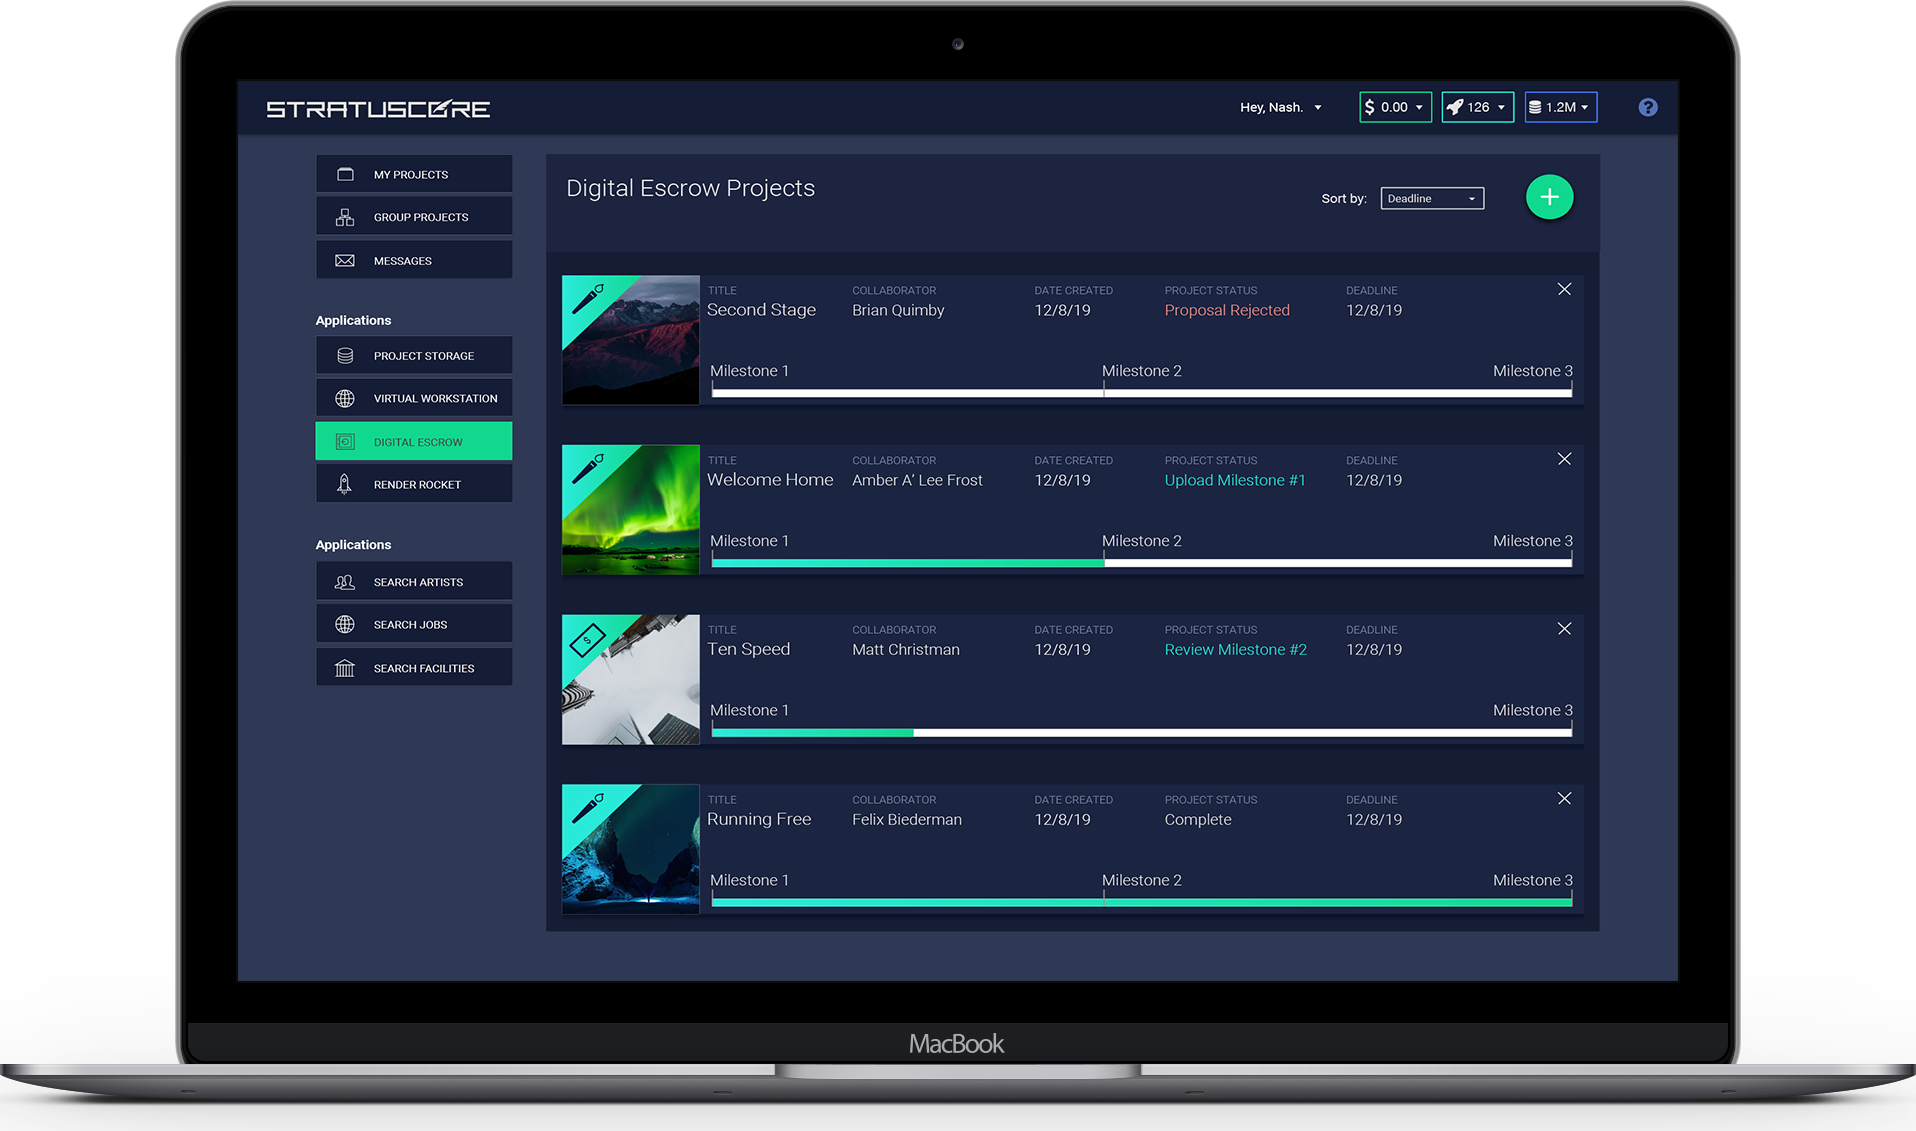 STRATUSCORE
Hey, Nash.
$ 0.00
126
1.2M
?
MY PROJECTS
GROUP PROJECTS
MESSAGES
Applications
PROJECT STORAGE
VIRTUAL WORKSTATION
DIGITAL ESCROW
RENDER ROCKET
Applications
SEARCH ARTISTS
SEARCH JOBS
SEARCH FACILITIES
Digital Escrow Projects
Sort by: Deadline
TITLE COLLABORATOR DATE CREATED PROJECT STATUS DEADLINE
Second Stage Brian Quimby 12/8/19 Proposal Rejected 12/8/19
Milestone 1 Milestone 2 Milestone 3
TITLE COLLABORATOR DATE CREATED PROJECT STATUS DEADLINE
Welcome Home Amber A’ Lee Frost 12/8/19 Upload Milestone #1 12/8/19
Milestone 1 Milestone 2 Milestone 3
$
TITLE COLLABORATOR DATE CREATED PROJECT STATUS DEADLINE
Ten Speed Matt Christman 12/8/19 Review Milestone #2 12/8/19
Milestone 1 Milestone 3
TITLE COLLABORATOR DATE CREATED PROJECT STATUS DEADLINE
Running Free Felix Biederman 12/8/19 Complete 12/8/19
Milestone 1 Milestone 2 Milestone 3
MacBook